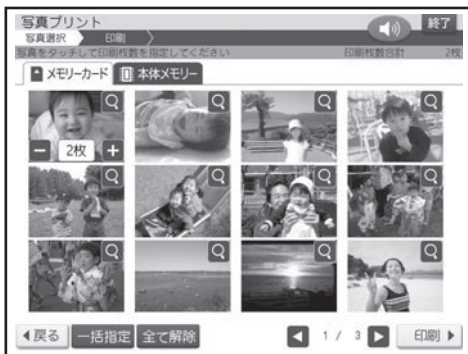 写真プリント
終了
写真選択 印刷
写真をタッチして印刷枚数を指定してください 印刷枚数合計 2枚
メモリーカード 本体メモリー
2枚
戻る 一括指定 全て解除 1 / 3 印刷